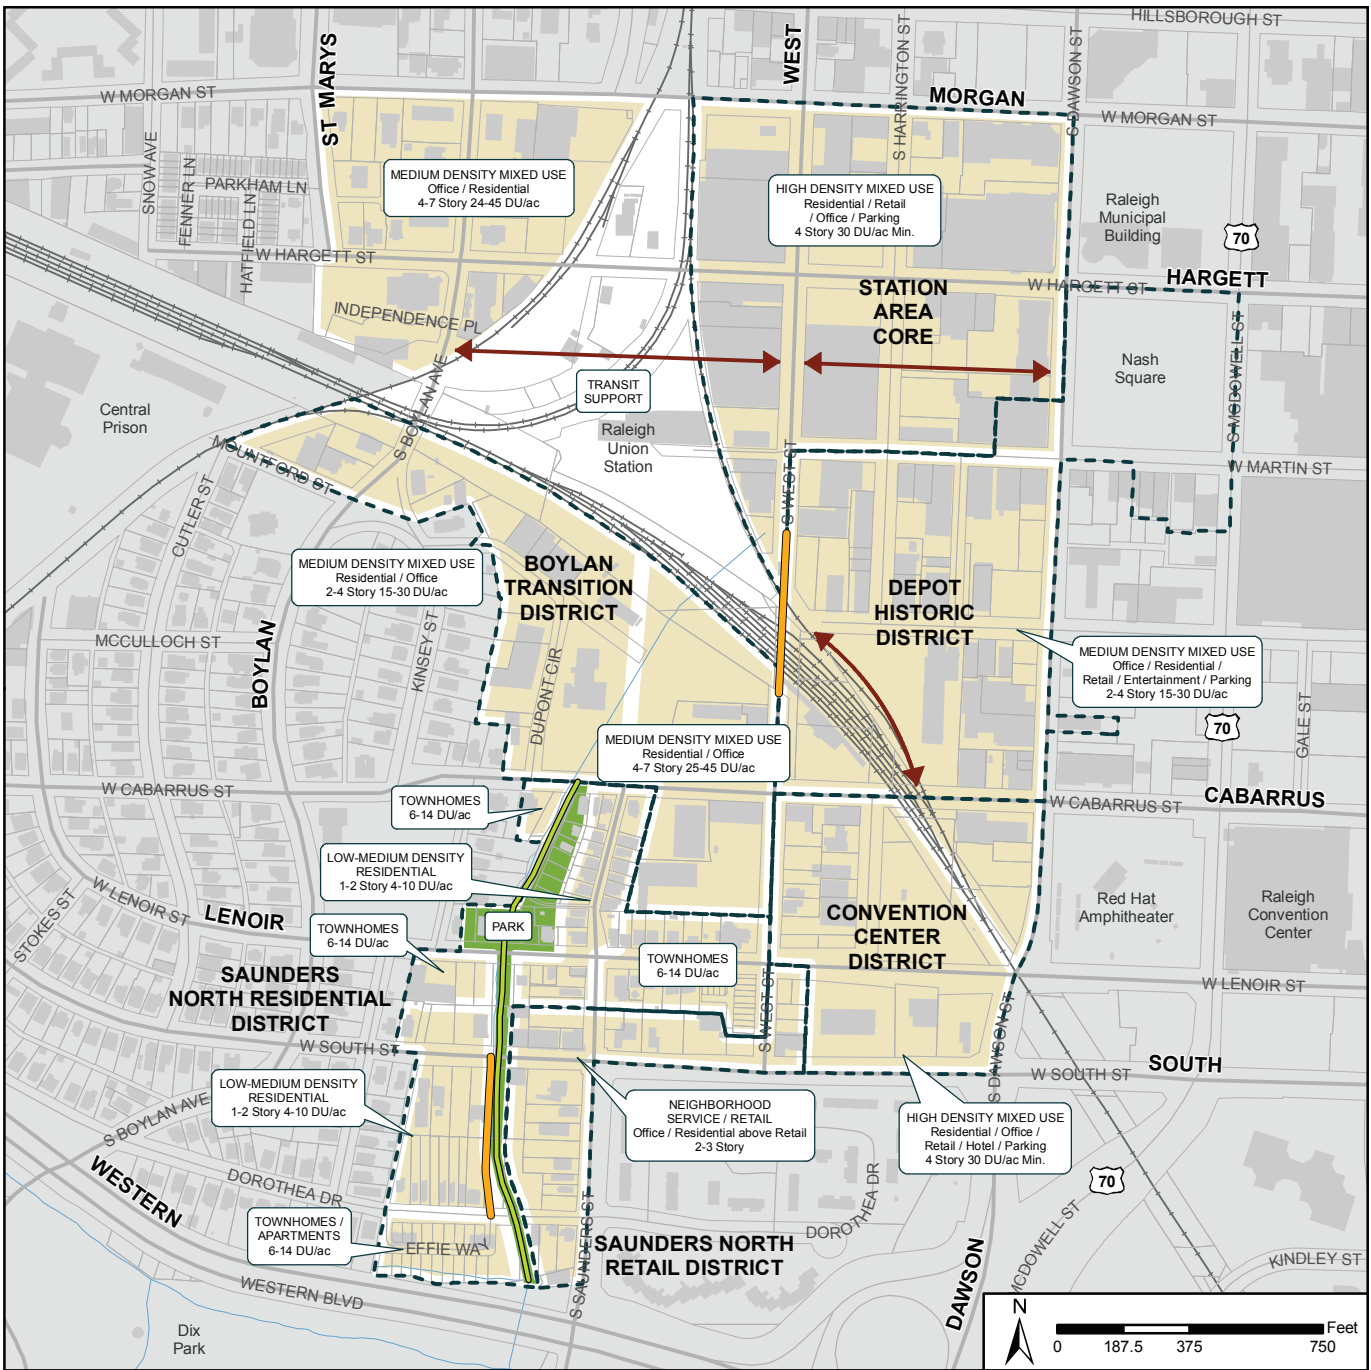 HILLSBOROUGH ST
ST MARYS
WEST
S HARRINGTON ST
S DAWSON ST
W MORGAN ST
MORGAN
W MORGAN ST
SNOW AVE
FENNER LN
PARKHAM LN
HATFIELD LN
MEDIUM DENSITY MIXED USE
Office / Residential
4-7 Story 24-45 DU/ac
HIGH DENSITY MIXED USE
Residential / Retail
/ Office / Parking
4 Story 30 DU/ac Min.
Raleigh
Municipal
Building
70
W HARGETT ST
W HARGETT ST
HARGETT
STATION
AREA
CORE
INDEPENDENCE PL
S BOYLAN AVE
S MCDOWELL ST
Nash
Square
TRANSIT
SUPPORT
Central
Prison
Raleigh
Union
Station
MOUNTFORD ST
S WEST ST
W MARTIN ST
CUTLER ST
MEDIUM DENSITY MIXED USE
Residential / Office
2-4 Story 15-30 DU/ac
BOYLAN
TRANSITION
DISTRICT
DEPOT
HISTORIC
DISTRICT
MCCULLOCH ST
BOYLAN
KINSEY ST
DUPONT CIR
MEDIUM DENSITY MIXED USE
Office / Residential /
Retail / Entertainment / Parking
2-4 Story 15-30 DU/ac
70
GALE ST
MEDIUM DENSITY MIXED USE
Residential / Office
4-7 Story 25-45 DU/ac
W CABARRUS ST
W CABARRUS ST
CABARRUS
TOWNHOMES
6-14 DU/ac
LOW-MEDIUM DENSITY
RESIDENTIAL
1-2 Story 4-10 DU/ac
STOKES ST
W LENOIR ST
LENOIR
PARK
TOWNHOMES
6-14 DU/ac
TOWNHOMES
6-14 DU/ac
CONVENTION
CENTER
DISTRICT
Red Hat
Amphitheater
Raleigh
Convention
Center
SAUNDERS
NORTH RESIDENTIAL
DISTRICT
W LENOIR ST
S WEST ST
S DAWSON ST
W SOUTH ST
W SOUTH ST
SOUTH
LOW-MEDIUM DENSITY
RESIDENTIAL
1-2 Story 4-10 DU/ac
NEIGHBORHOOD
SERVICE / RETAIL
Office / Residential above Retail
2-3 Story
HIGH DENSITY MIXED USE
Residential / Office /
Retail / Hotel / Parking
4 Story 30 DU/ac Min.
S BOYLAN AVE
WESTERN
DOROTHEA DR
70
TOWNHOMES /
APARTMENTS
6-14 DU/ac
EFFIE WAY
S SAUNDERS ST
DOROTHEA DR
SAUNDERS NORTH
RETAIL DISTRICT
DAWSON
MCDOWELL ST
KINDLEY ST
WESTERN BLVD
Dix
Park
N
Feet
0 187.5 375 750